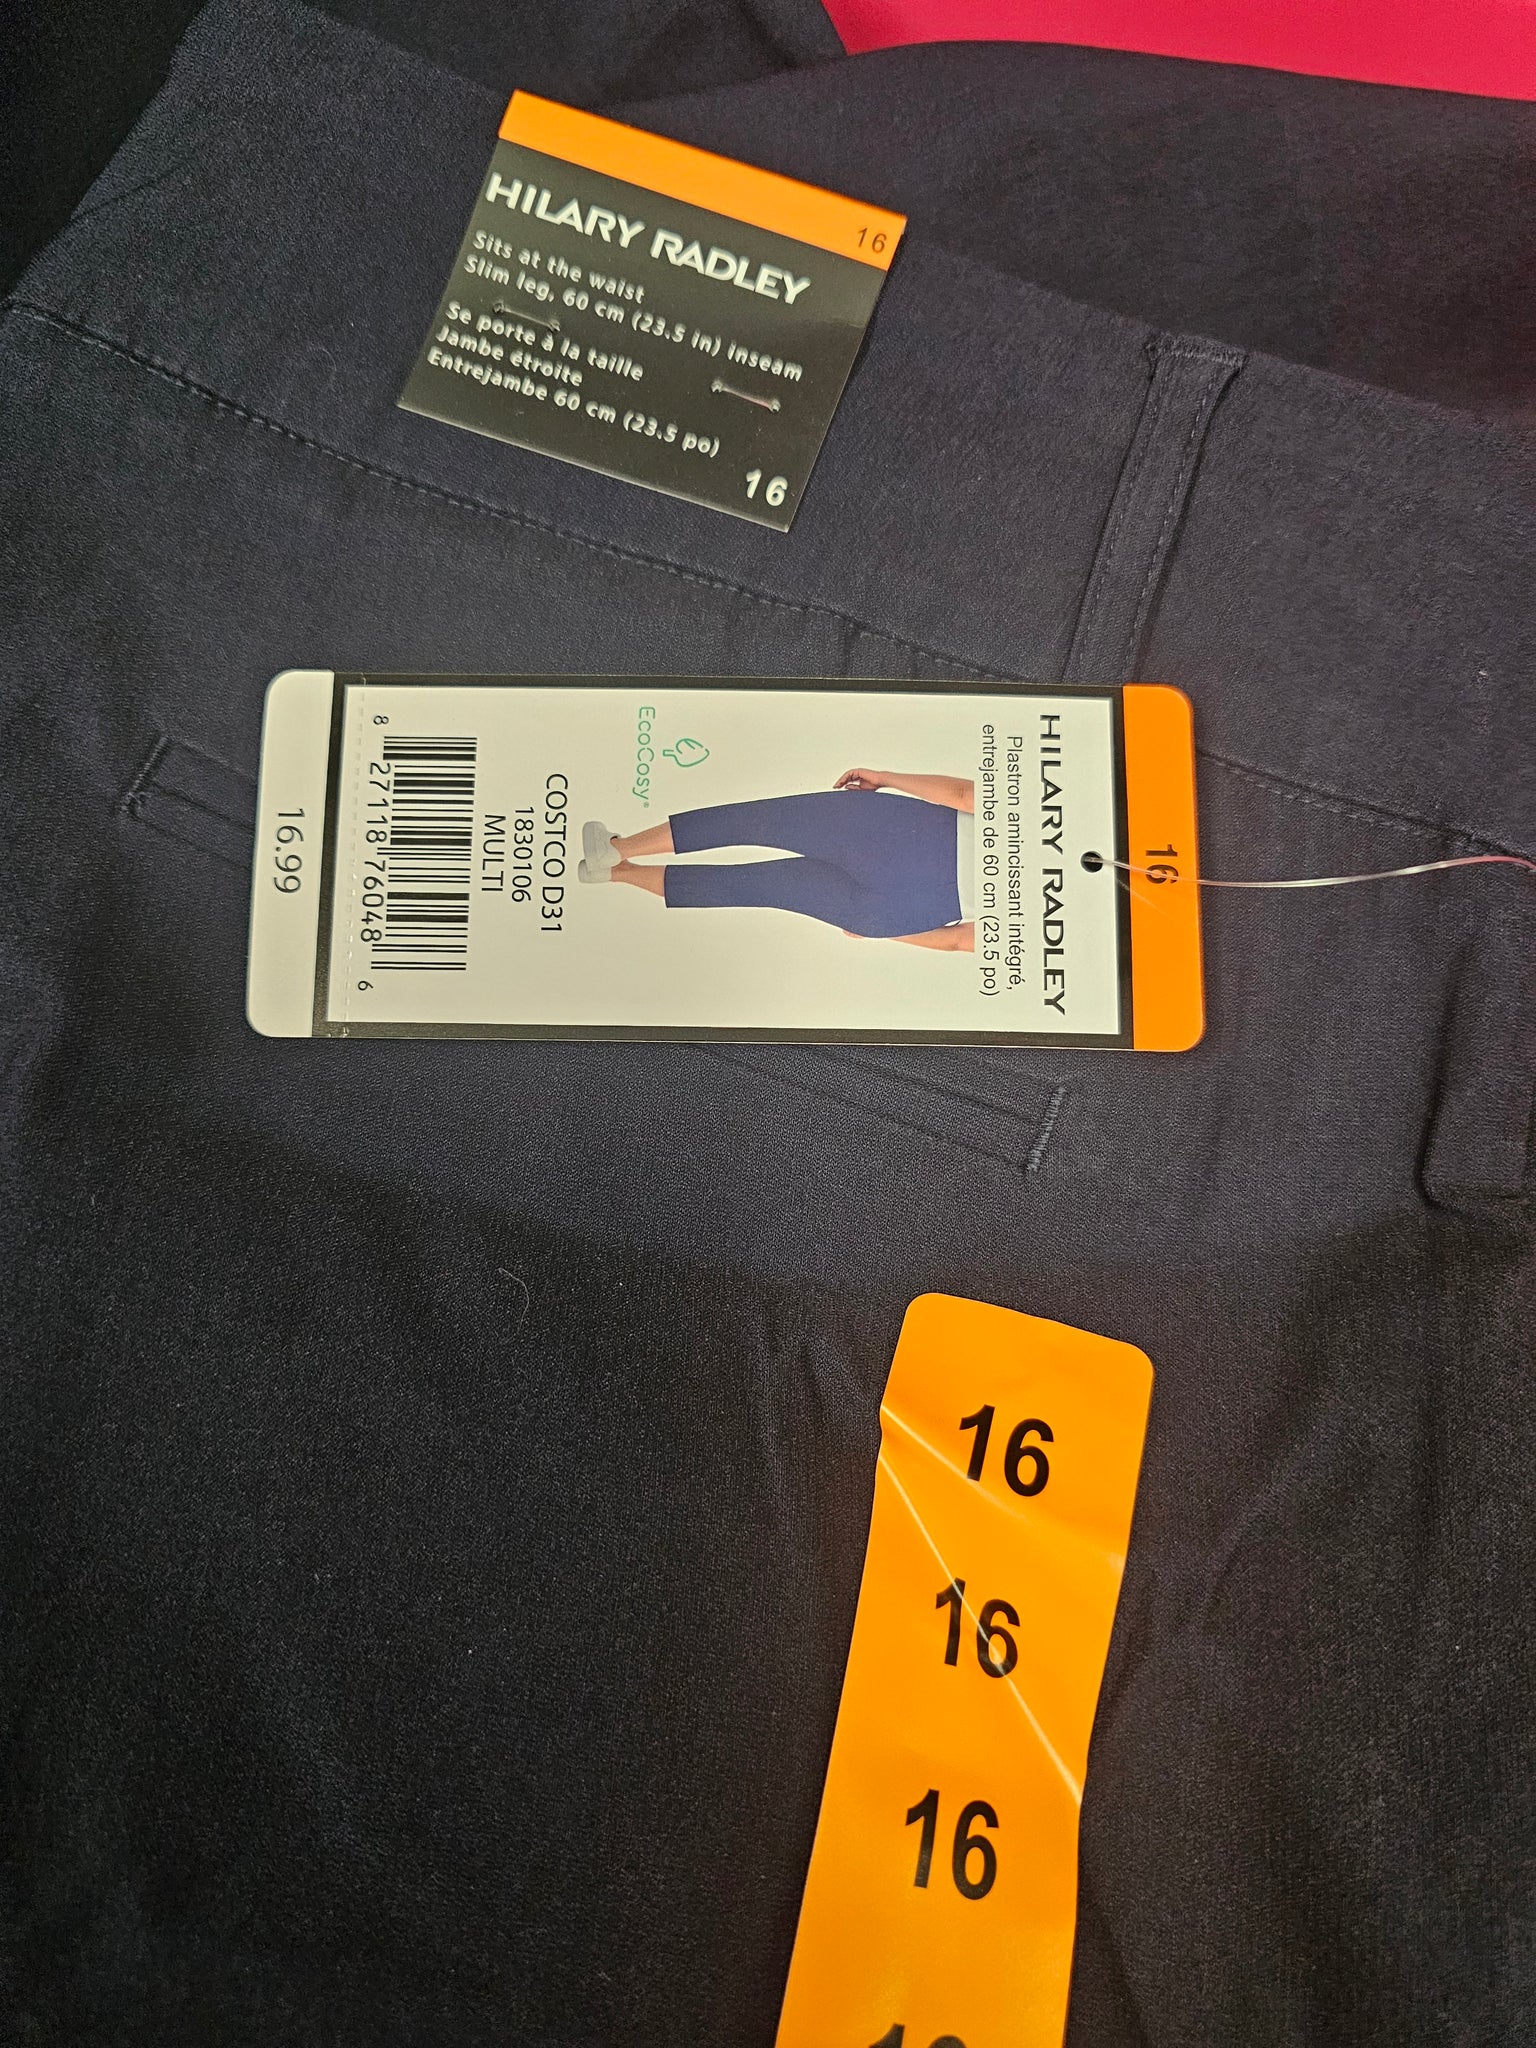 16
HILARY RADLEY
Sits at the waist
Slim leg, 60 cm (23.5 in) inseam
Se porte à la taille
Jambe étroite
Entrejambe 60 cm (23.5 po)
16
16
HILARY RADLEY
Plastron amincissant intégré,
entrejambe de 60 cm (23.5 po)
EcoCosy®
COSTCO D31
1830106
MULTI
8 27118 76048 6
16.99
16
16
16
16